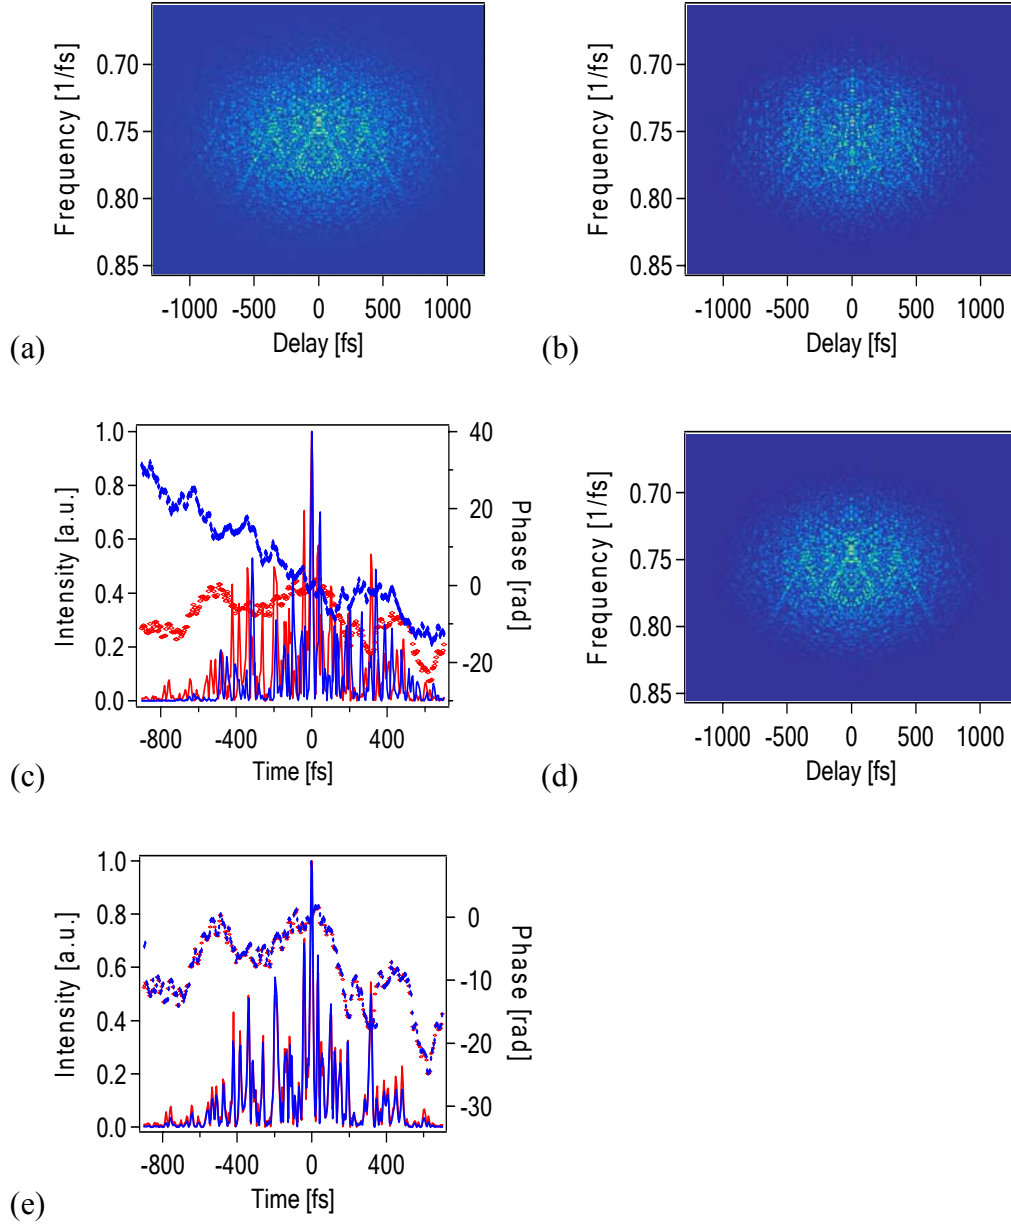 0.70
0.75
0.80
0.85
Frequency [1/fs]
-1000 -500 0 500 1000
Delay [fs]
(a)
0.70
0.75
0.80
0.85
Frequency [1/fs]
-1000 -500 0 500 1000
Delay [fs]
(b)
1.0
0.8
0.6
0.4
0.2
0.0
Intensity [a.u.]
40
20
0
-20
Phase [rad]
-800 -400 0 400
Time [fs]
(c)
0.70
0.75
0.80
0.85
Frequency [1/fs]
-1000 -500 0 500 1000
Delay [fs]
(d)
1.0
0.8
0.6
0.4
0.2
0.0
Intensity [a.u.]
0
-10
-20
-30
Phase [rad]
-800 -400 0 400
Time [fs]
(e)